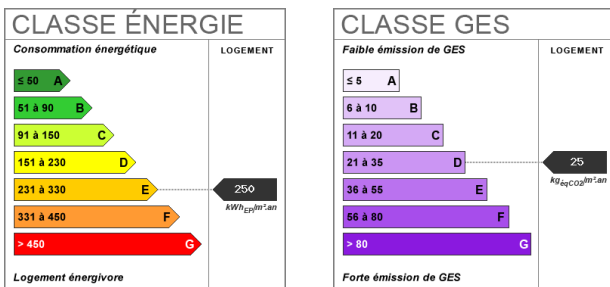 CLASSE ÉNERGIE
Consommation énergétique
LOGEMENT
≤ 50 A
51 à 90 B
91 à 150 C
151 à 230 D
231 à 330 E
250
kWhEP/m².an
331 à 450 F
> 450 G
Logement énergivore
CLASSE GES
Faible émission de GES
LOGEMENT
≤ 5 A
6 à 10 B
11 à 20 C
21 à 35 D
25
kgéqCO2/m².an
36 à 55 E
56 à 80 F
> 80 G
Forte émission de GES